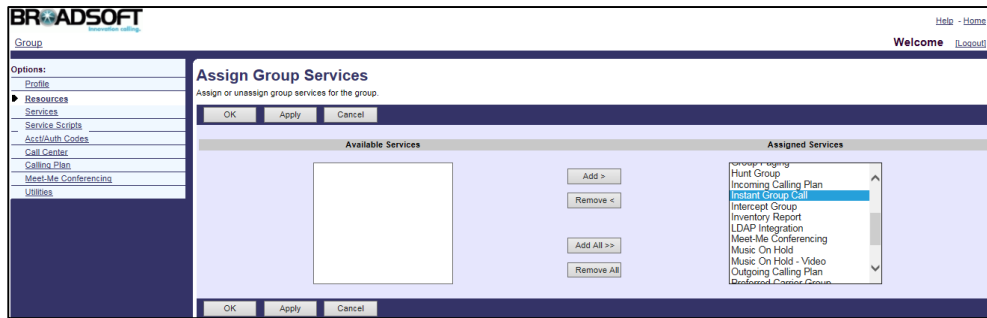 BROADSOFT
innovation calling.
Help - Home
Group
Welcome [Logout]
Options:
Profile
Resources
Services
Service Scripts
Acct/Auth Codes
Call Center
Calling Plan
Meet-Me Conferencing
Utilities
Assign Group Services
Assign or unassign group services for the group.
OK Apply Cancel
Available Services
Add >
Remove <
Add All >>
Remove All
Assigned Services
Group Paging
Hunt Group
Incoming Calling Plan
Instant Group Call
Intercept Group
Inventory Report
LDAP Integration
Meet-Me Conferencing
Music On Hold
Music On Hold - Video
Outgoing Calling Plan
Preferred Carrier Group
OK Apply Cancel